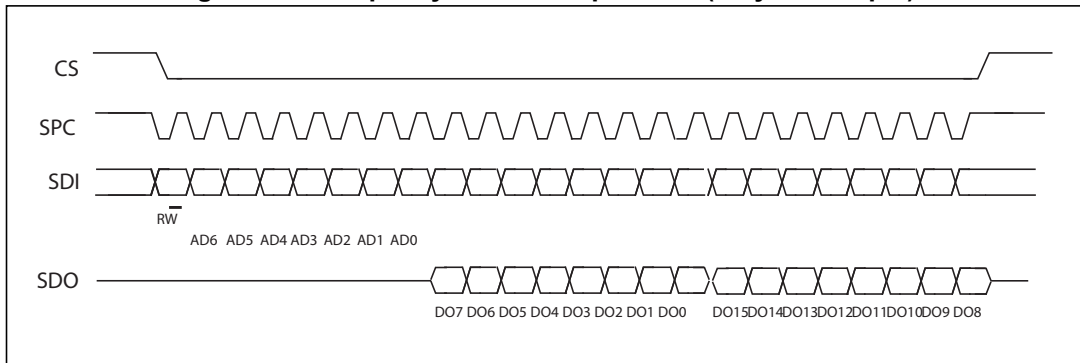 CS
SPC
SDI
RW
AD6 AD5 AD4 AD3 AD2 AD1 AD0
SDO
DO7 DO6 DO5 DO4 DO3 DO2 DO1 DO0 DO15DO14DO13DO12DO11DO10DO9 DO8